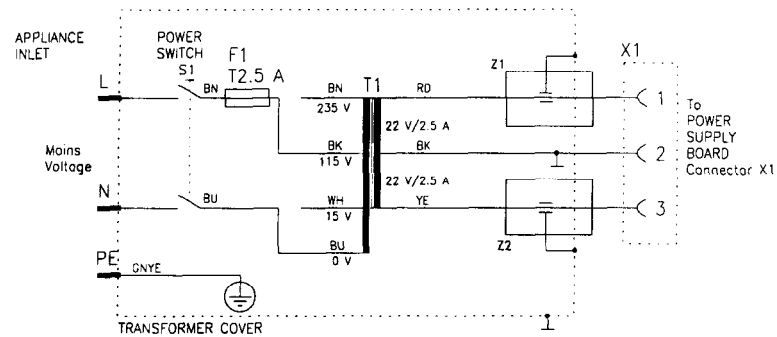 APPLIANCE
INLET
POWER
SWiTCH
S1
F1
T2.5 A
L
BN
BN
235 V
T1
RD
Z1
X1
1
22 V/2.5 A
BK
115 V
BK
2
To
POWER
SUPPLY
BOARD
Connector X1
Mains
Voltage
22 V/2.5 A
N
BU
WH
15 V
YE
3
BU
0 V
Z2
PE
GNYE
TRANSFORMER COVER